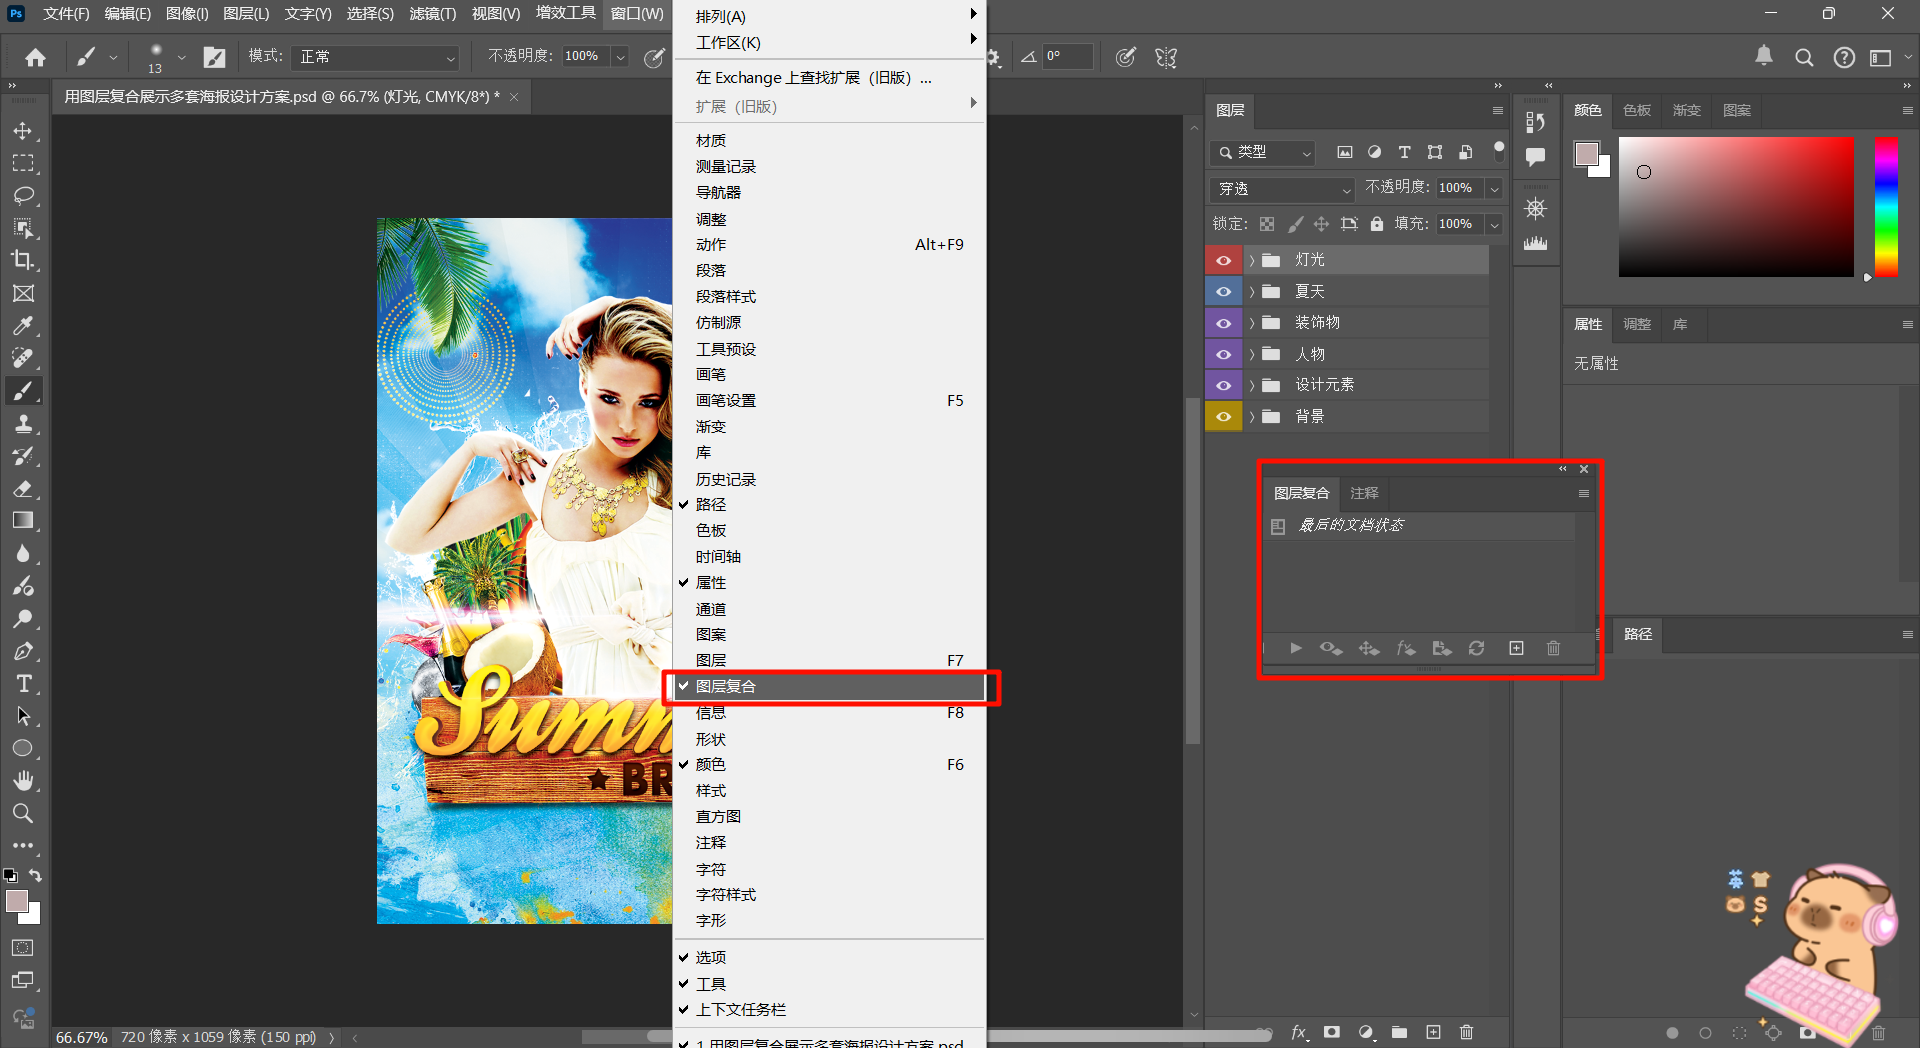 Ps 文件(F) 编辑(E) 图像(I) 图层(L) 文字(Y) 选择(S) 滤镜(T) 视图(V) 增效工具 窗口(W)
13 模式: 正常 不透明度: 100% 0°
用图层复合展示多套海报设计方案.psd @ 66.7% (灯光, CMYK/8*) *
排列(A)
工作区(K)
在 Exchange 上查找扩展（旧版）...
扩展（旧版）
材质
测量记录
导航器
调整
动作 Alt+F9
段落
段落样式
仿制源
工具预设
画笔
画笔设置 F5
渐变
库
历史记录
路径
色板
时间轴
属性
通道
图案
图层 F7
图层复合
信息 F8
形状
颜色 F6
样式
直方图
注释
字符
字符样式
字形
选项
工具
上下文任务栏
1 用图层复合展示多套海报设计方案.psd
Summ
BR
图层
类型
穿透 不透明度: 100%
锁定: 填充: 100%
灯光
夏天
装饰物
人物
设计元素
背景
图层复合 注释
最后的文档状态
颜色 色板 渐变 图案
属性 调整 库
无属性
路径
英
S
66.67% 720 像素 x 1059 像素 (150 ppi)